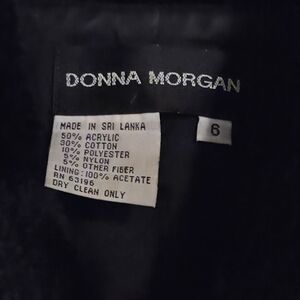 DONNA MORGAN
6
MADE IN SRI LANKA
50% ACRYLIC
30% COTTON
10% POLYESTER
5% NYLON
5% OTHER FIBER
LINING: 100% ACETATE
RN 63196
DRY CLEAN ONLY